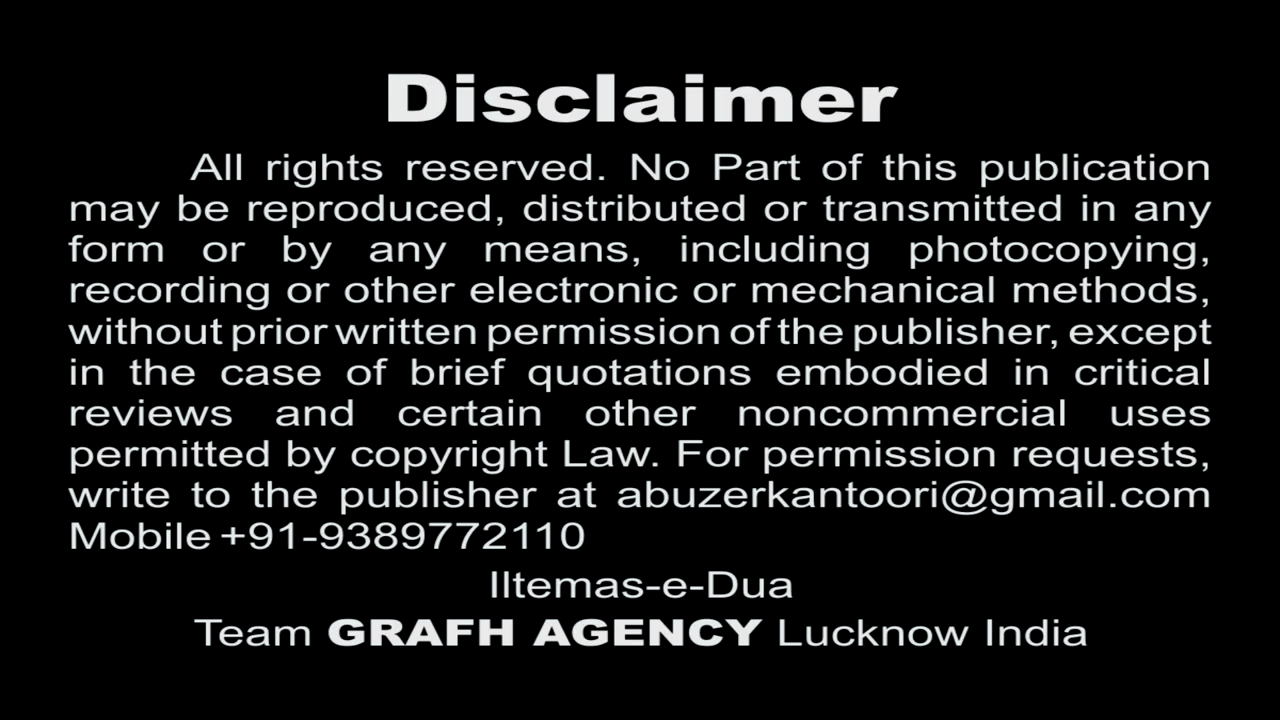 Disclaimer
All rights reserved. No Part of this publication
may be reproduced, distributed or transmitted in any
form or by any means, including photocopying,
recording or other electronic or mechanical methods,
without prior written permission of the publisher, except
in the case of brief quotations embodied in critical
reviews and certain other noncommercial uses
permitted by copyright Law. For permission requests,
write to the publisher at abuzerkantoori@gmail.com
Mobile +91-9389772110
Iltemas-e-Dua
Team GRAFH AGENCY Lucknow India